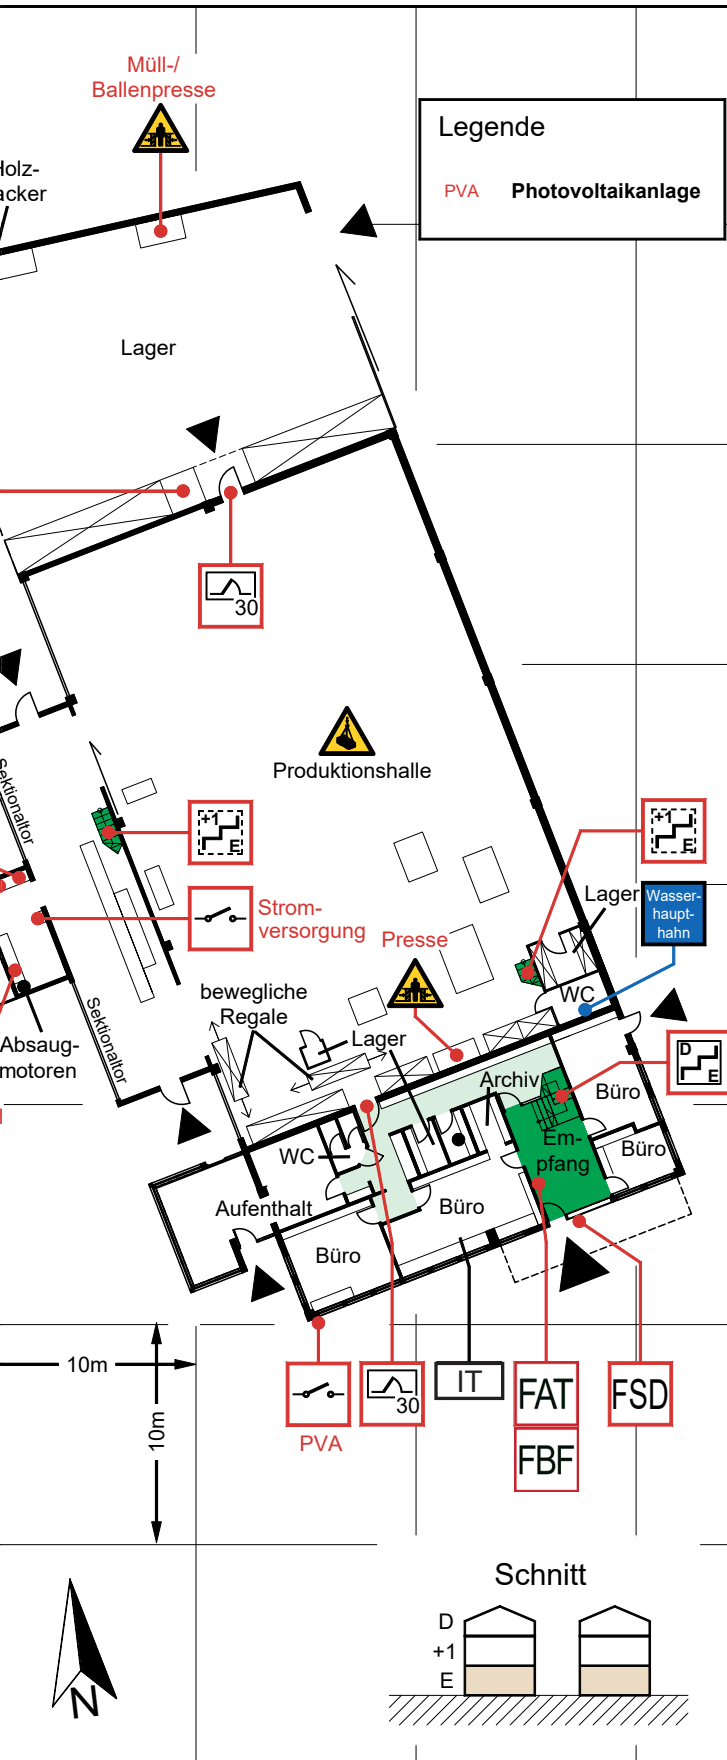 Müll-/
Ballenpresse
Legende
PVA Photovoltaikanlage
Lager
30
Produktionshalle
Sektionaltor
+1
E
+1
E
Strom-
versorgung
Lager
Wasser-
haupt-
hahn
Presse
WC
bewegliche
Regale
Lager
Absaug-
motoren
Sektionaltor
Archiv
D
E
Büro
Em-
pfang
Büro
WC
Aufenthalt
Büro
Büro
10m
10m
PVA
30
IT
FAT
FBF
FSD
Schnitt
D
+1
E
N